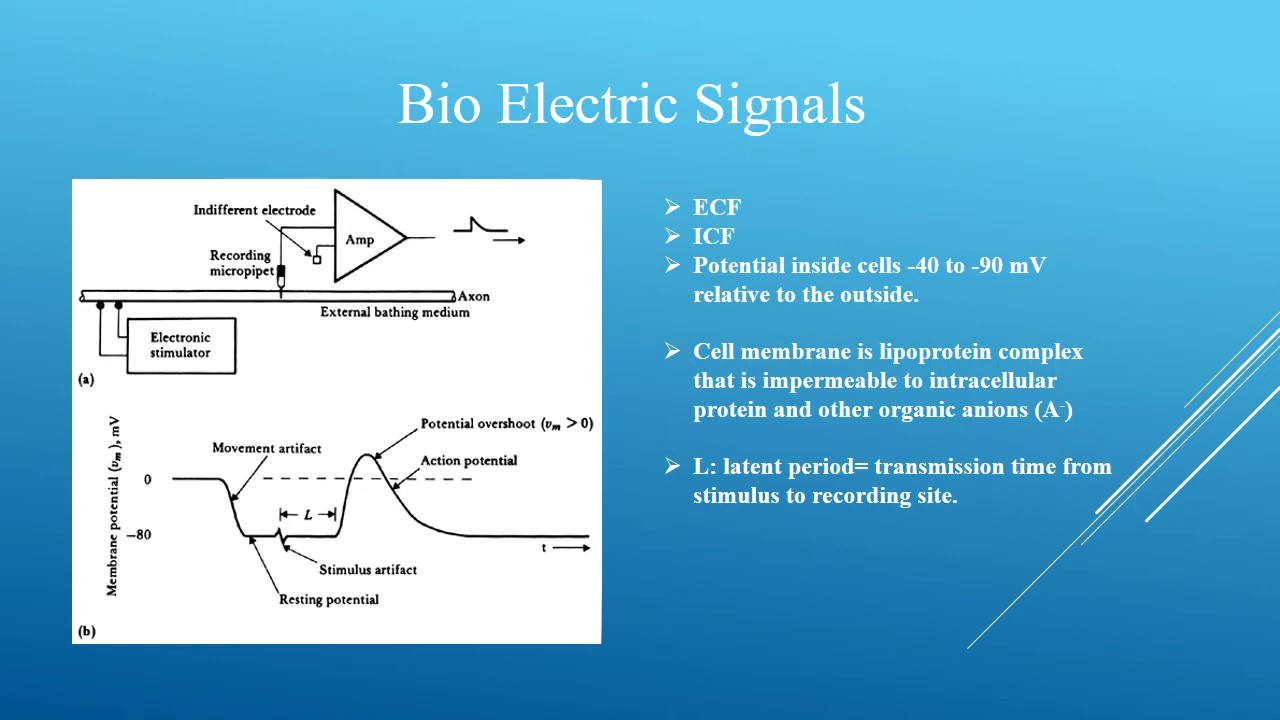 Bio Electric Signals
Indifferent electrode
Amp
Recording
micropipet
Axon
External bathing medium
Electronic
stimulator
(a)
Membrane potential (vm), mV
Potential overshoot (vm > 0)
Movement artifact
Action potential
0
L
−80
t
Stimulus artifact
Resting potential
(b)
➢ ECF
➢ ICF
➢ Potential inside cells -40 to -90 mV
relative to the outside.
➢ Cell membrane is lipoprotein complex
that is impermeable to intracellular
protein and other organic anions (A⁻)
➢ L: latent period= transmission time from
stimulus to recording site.